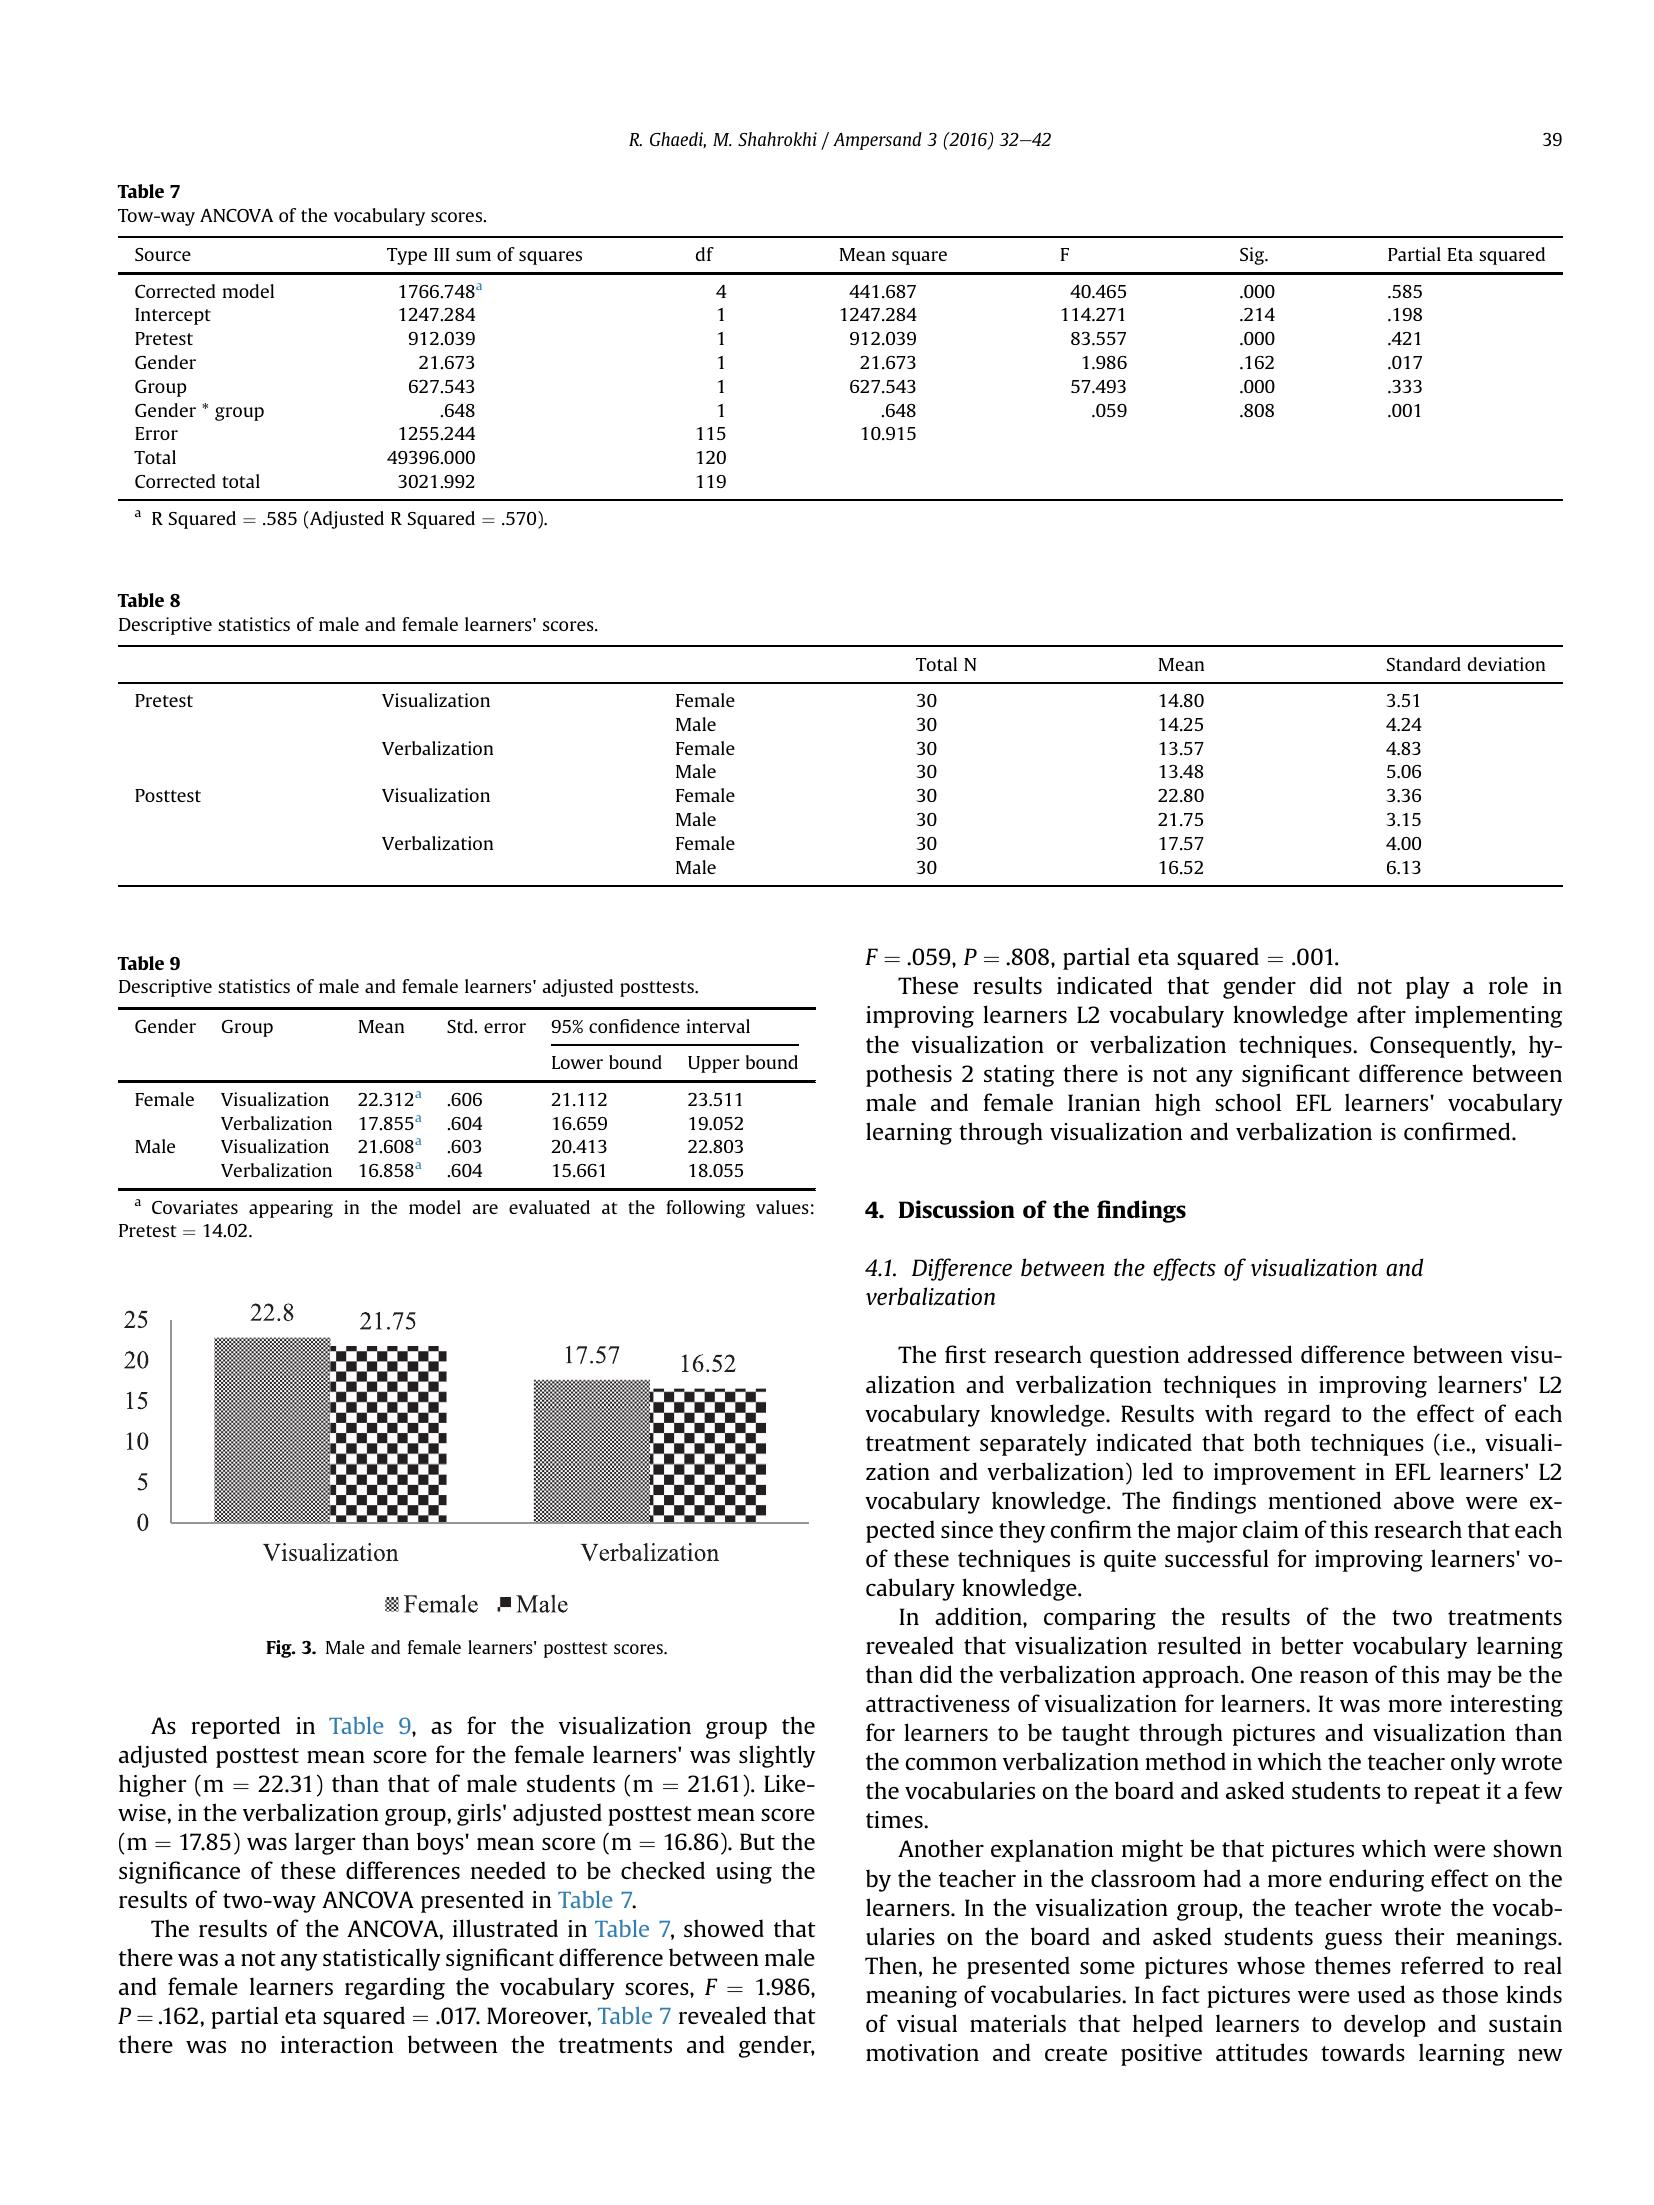 R. Ghaedi, M. Shahrokhi / Ampersand 3 (2016) 32–42 39
Table 7
Tow-way ANCOVA of the vocabulary scores.
Source Type III sum of squares df Mean square F Sig. Partial Eta squared
Corrected model 1766.748a 4 441.687 40.465 .000 .585
Intercept 1247.284 1 1247.284 114.271 .214 .198
Pretest 912.039 1 912.039 83.557 .000 .421
Gender 21.673 1 21.673 1.986 .162 .017
Group 627.543 1 627.543 57.493 .000 .333
Gender * group .648 1 .648 .059 .808 .001
Error 1255.244 115 10.915
Total 49396.000 120
Corrected total 3021.992 119
a R Squared = .585 (Adjusted R Squared = .570).
Table 8
Descriptive statistics of male and female learners' scores.
Total N Mean Standard deviation
Pretest Visualization Female 30 14.80 3.51
Male 30 14.25 4.24
Verbalization Female 30 13.57 4.83
Male 30 13.48 5.06
Posttest Visualization Female 30 22.80 3.36
Male 30 21.75 3.15
Verbalization Female 30 17.57 4.00
Male 30 16.52 6.13
Table 9
Descriptive statistics of male and female learners' adjusted posttests.
Gender Group Mean Std. error 95% confidence interval
Lower bound Upper bound
Female Visualization 22.312a .606 21.112 23.511
Verbalization 17.855a .604 16.659 19.052
Male Visualization 21.608a .603 20.413 22.803
Verbalization 16.858a .604 15.661 18.055
a Covariates appearing in the model are evaluated at the following values:
Pretest = 14.02.
25
20
15
10
5
0
22.8
21.75
17.57
16.52
Visualization Verbalization
Female Male
Fig. 3. Male and female learners' posttest scores.
As reported in Table 9, as for the visualization group the
adjusted posttest mean score for the female learners' was slightly
higher (m = 22.31) than that of male students (m = 21.61). Like-
wise, in the verbalization group, girls' adjusted posttest mean score
(m = 17.85) was larger than boys' mean score (m = 16.86). But the
significance of these differences needed to be checked using the
results of two-way ANCOVA presented in Table 7.
The results of the ANCOVA, illustrated in Table 7, showed that
there was a not any statistically significant difference between male
and female learners regarding the vocabulary scores, F = 1.986,
P = .162, partial eta squared = .017. Moreover, Table 7 revealed that
there was no interaction between the treatments and gender,
F = .059, P = .808, partial eta squared = .001.
These results indicated that gender did not play a role in
improving learners L2 vocabulary knowledge after implementing
the visualization or verbalization techniques. Consequently, hy-
pothesis 2 stating there is not any significant difference between
male and female Iranian high school EFL learners' vocabulary
learning through visualization and verbalization is confirmed.
4. Discussion of the findings
4.1. Difference between the effects of visualization and
verbalization
The first research question addressed difference between visu-
alization and verbalization techniques in improving learners' L2
vocabulary knowledge. Results with regard to the effect of each
treatment separately indicated that both techniques (i.e., visuali-
zation and verbalization) led to improvement in EFL learners' L2
vocabulary knowledge. The findings mentioned above were ex-
pected since they confirm the major claim of this research that each
of these techniques is quite successful for improving learners' vo-
cabulary knowledge.
In addition, comparing the results of the two treatments
revealed that visualization resulted in better vocabulary learning
than did the verbalization approach. One reason of this may be the
attractiveness of visualization for learners. It was more interesting
for learners to be taught through pictures and visualization than
the common verbalization method in which the teacher only wrote
the vocabularies on the board and asked students to repeat it a few
times.
Another explanation might be that pictures which were shown
by the teacher in the classroom had a more enduring effect on the
learners. In the visualization group, the teacher wrote the vocab-
ularies on the board and asked students guess their meanings.
Then, he presented some pictures whose themes referred to real
meaning of vocabularies. In fact pictures were used as those kinds
of visual materials that helped learners to develop and sustain
motivation and create positive attitudes towards learning new